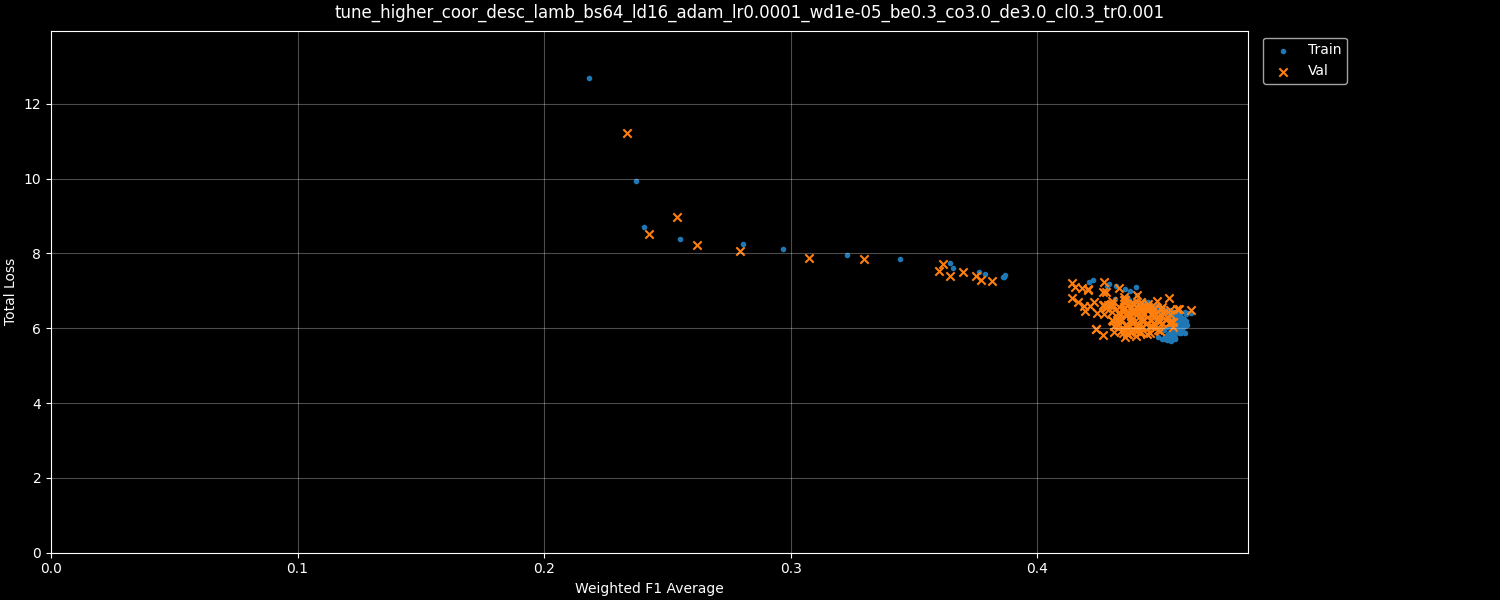 tune_higher_coor_desc_lamb_bs64_ld16_adam_lr0.0001_wd1e-05_be0.3_co3.0_de3.0_cl0.3_tr0.001
Train
Val
12
10
8
6
4
2
0
Total Loss
0.0 0.1 0.2 0.3 0.4
Weighted F1 Average